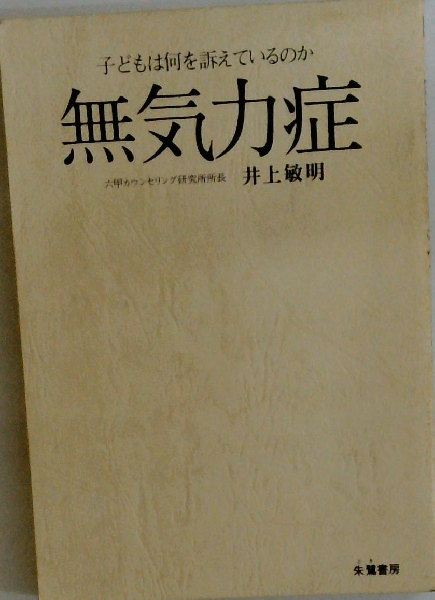 子どもは何を訴えているのか
無気力症
六甲カウンセリング研究所所長 井上敏明
朱鷺書房